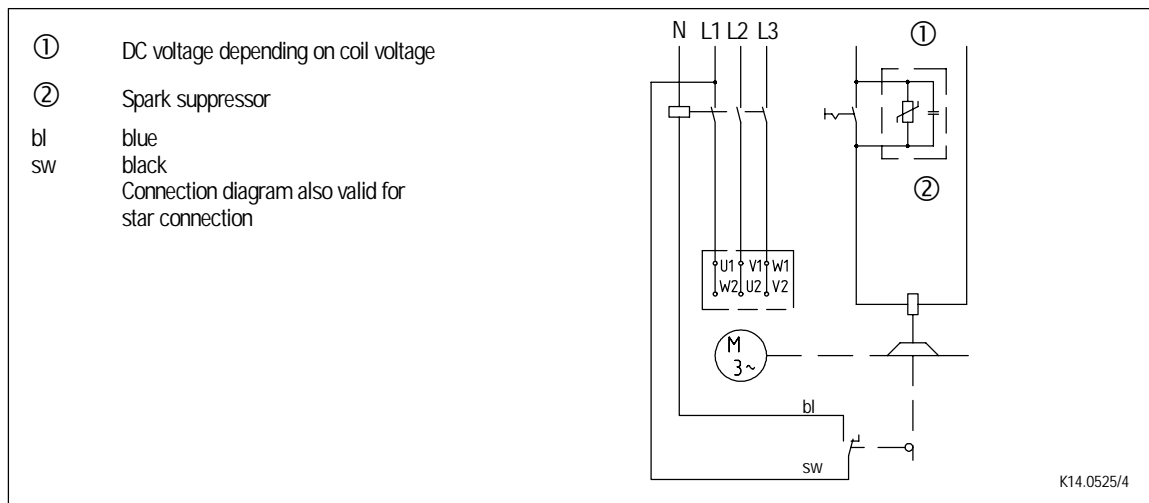 ① DC voltage depending on coil voltage
② Spark suppressor
bl blue
sw black
Connection diagram also valid for
star connection
N L1 L2 L3
①
②
U1 V1 W1
W2 U2 V2
M
3~
bl
sw
K14.0525/4